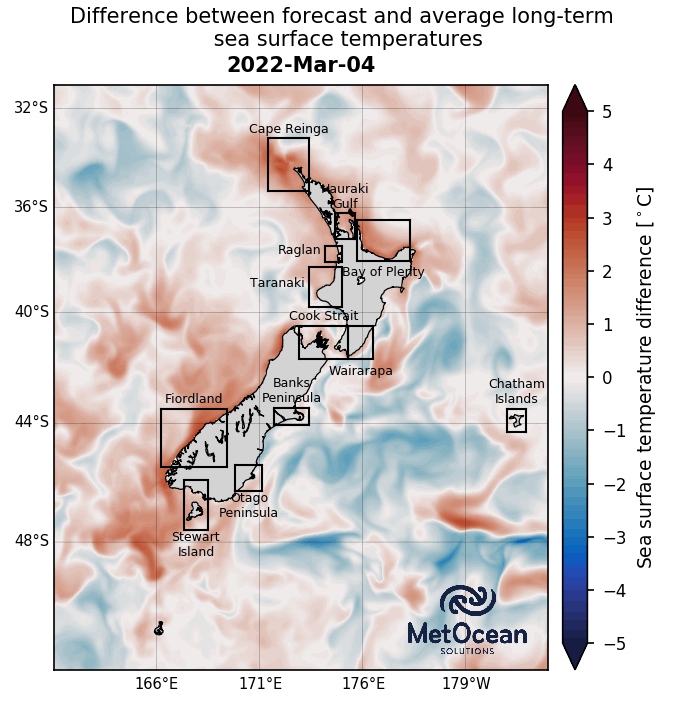 Difference between forecast and average long-term
sea surface temperatures
2022-Mar-04
32°S
36°S
40°S
44°S
48°S
166°E
171°E
176°E
179°W
Cape Reinga
Hauraki
Gulf
Raglan
Bay of Plenty
Taranaki
Cook Strait
Wairarapa
Banks
Peninsula
Chatham
Islands
Fiordland
Otago
Peninsula
Stewart
Island
MetOcean
SOLUTIONS
5
4
3
2
1
0
−1
−2
−3
−4
−5
Sea surface temperature difference [°C]